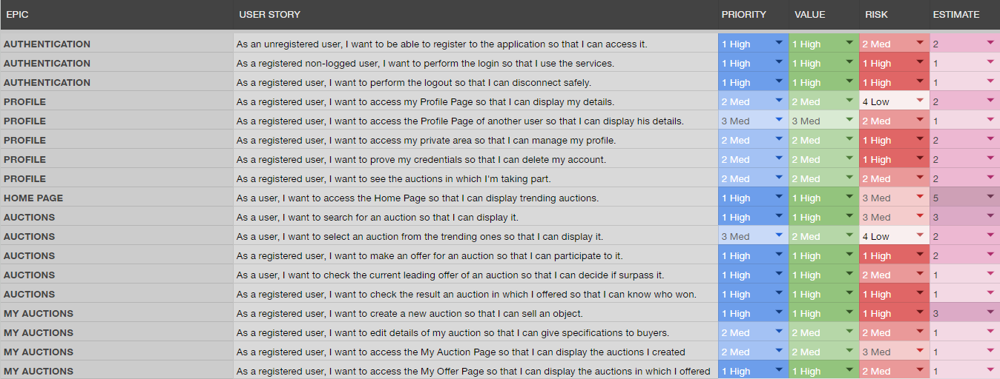 EPIC USER STORY PRIORITY VALUE RISK ESTIMATE
AUTHENTICATION As an unregistered user, I want to be able to register to the application so that I can access it. 1 High 1 High 2 Med 2
AUTHENTICATION As a registered non-logged user, I want to perform the login so that I use the services. 1 High 1 High 1 High 1
AUTHENTICATION As a registered user, I want to perform the logout so that I can disconnect safely. 1 High 1 High 1 High 1
PROFILE As a registered user, I want to access my Profile Page so that I can display my details. 2 Med 2 Med 4 Low 2
PROFILE As a registered user, I want to access the Profile Page of another user so that I can display his details. 3 Med 3 Med 2 Med 1
PROFILE As a registered user, I want to access my private area so that I can manage my profile. 2 Med 2 Med 1 High 2
PROFILE As a registered user, I want to prove my credentials so that I can delete my account. 2 Med 2 Med 1 High 2
PROFILE As a registered user, I want to see the auctions in which I'm taking part. 2 Med 2 Med 2 Med 2
HOME PAGE As a user, I want to access the Home Page so that I can display trending auctions. 1 High 1 High 3 Med 5
AUCTIONS As a user, I want to search for an auction so that I can display it. 1 High 1 High 3 Med 3
AUCTIONS As a user, I want to select an auction from the trending ones so that I can display it. 3 Med 2 Med 4 Low 2
AUCTIONS As a registered user, I want to make an offer for an auction so that I can participate to it. 1 High 1 High 1 High 2
AUCTIONS As a user, I want to check the current leading offer of an auction so that I can decide if surpass it. 1 High 1 High 2 Med 1
AUCTIONS As a registered user, I want to check the result an auction in which I offered so that I can know who won. 1 High 1 High 1 High 1
MY AUCTIONS As a registered user, I want to create a new auction so that I can sell an object. 1 High 1 High 1 High 3
MY AUCTIONS As a registered user, I want to edit details of my auction so that I can give specifications to buyers. 2 Med 2 Med 2 Med 1
MY AUCTIONS As a registered user, I want to access the My Auction Page so that I can display the auctions I created 2 Med 2 Med 3 Med 1
MY AUCTIONS As a registered user, I want to access the My Offer Page so that I can display the auctions in which I offered 1 High 1 High 2 Med 1